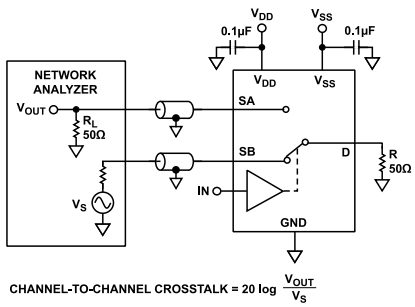 V_DD
V_SS
0.1µF
0.1µF
NETWORK
ANALYZER
V_DD
V_SS
V_OUT
SA
R_L
50Ω
SB
D
R
50Ω
IN
V_S
GND
CHANNEL-TO-CHANNEL CROSSTALK = 20 log V_OUT
V_S